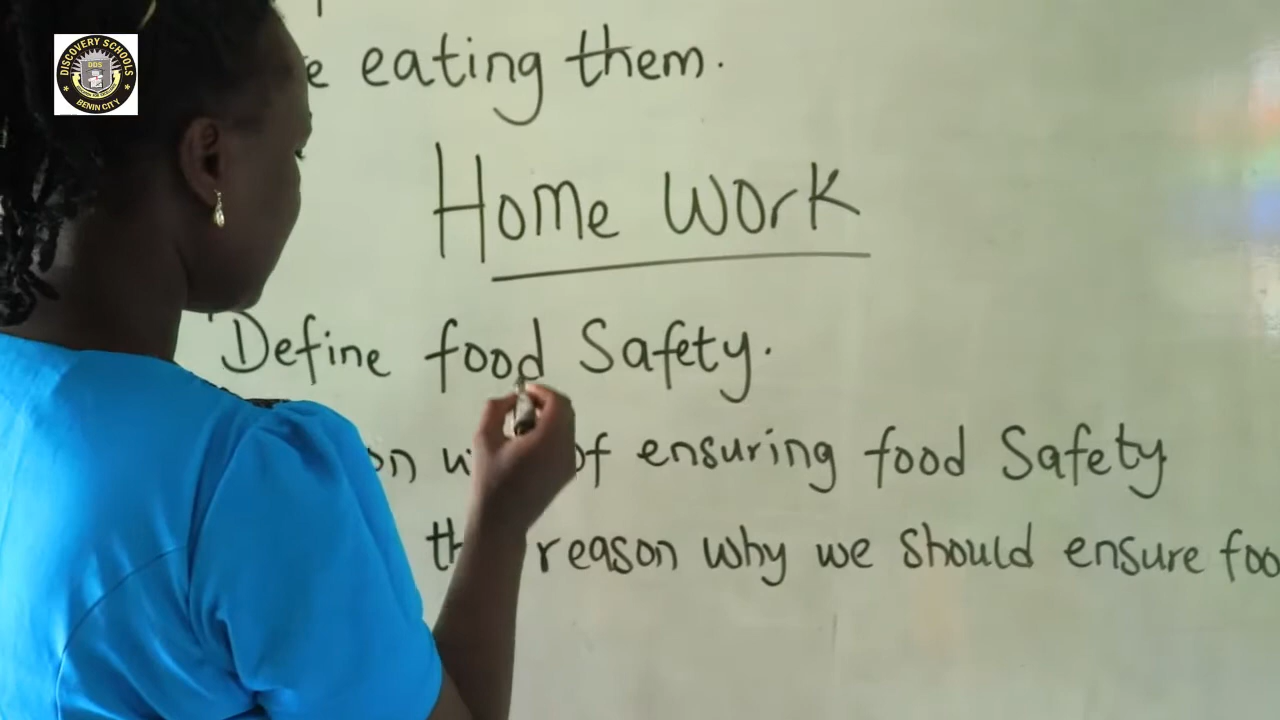 DISCOVERY SCHOOLS
DDS
BENIN CITY
eating them.
Home Work
Define food Safety.
of ensuring food Safety
reason why we should ensure